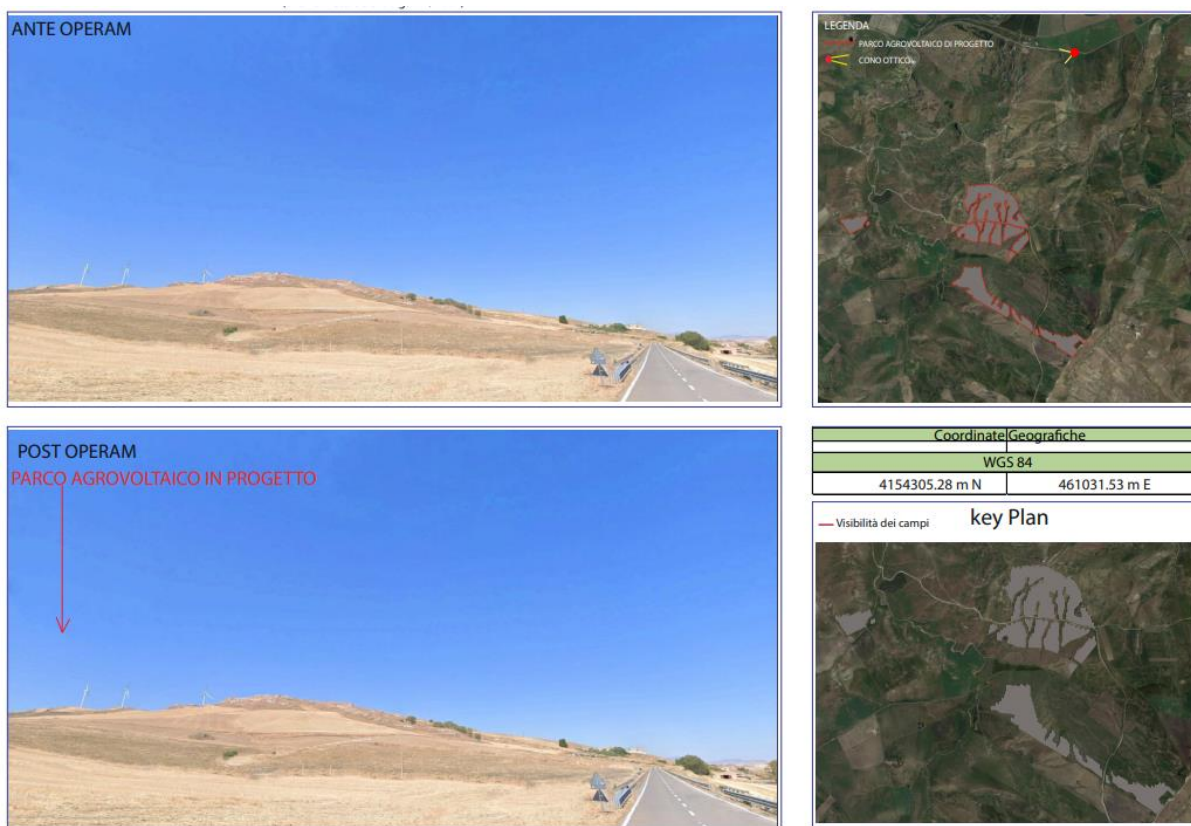 ANTE OPERAM
LEGENDA
PARCO AGROVOLTAICO DI PROGETTO
CONO OTTICO
POST OPERAM
PARCO AGROVOLTAICO IN PROGETTO
Coordinate Geografiche
WGS 84
4154305.28 m N 461031.53 m E
Visibilità dei campi
key Plan